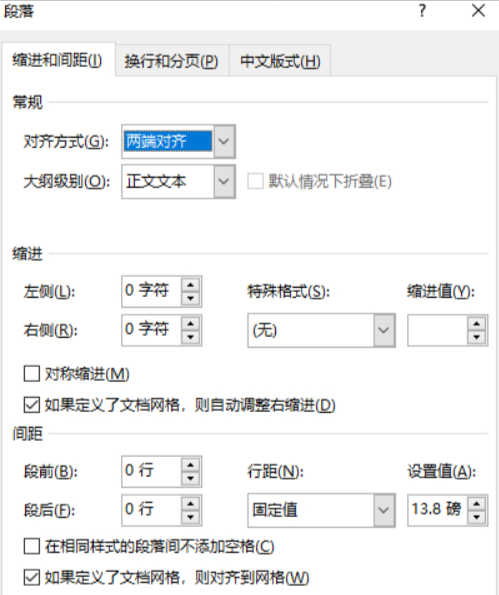 段落 ?
缩进和间距(I) 换行和分页(P) 中文版式(H)
常规
对齐方式(G): 两端对齐
大纲级别(O): 正文文本 默认情况下折叠(E)
缩进
左侧(L): 0 字符 特殊格式(S): 缩进值(Y):
右侧(R): 0 字符 (无)
对称缩进(M)
如果定义了文档网格，则自动调整右缩进(D)
间距
段前(B): 0 行 行距(N): 设置值(A):
段后(F): 0 行 固定值 13.8 磅
在相同样式的段落间不添加空格(C)
如果定义了文档网格，则对齐到网格(W)